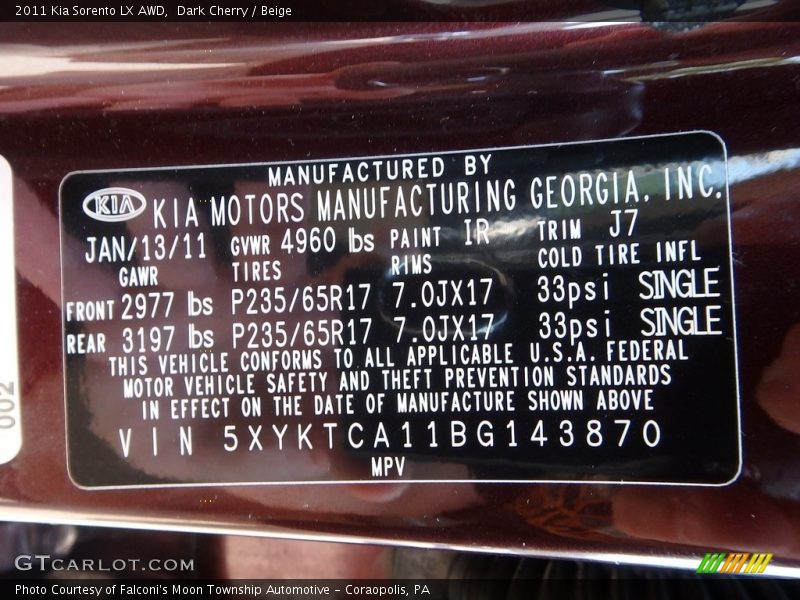 2011 Kia Sorento LX AWD, Dark Cherry / Beige
MANUFACTURED BY
KIA KIA MOTORS MANUFACTURING GEORGIA. INC.
JAN/13/11 GVWR 4960 lbs PAINT IR TRIM J7
GAWR TIRES RIMS COLD TIRE INFL
FRONT 2977 lbs P235/65R17 7.0JX17 33psi SINGLE
REAR 3197 lbs P235/65R17 7.0JX17 33psi SINGLE
THIS VEHICLE CONFORMS TO ALL APPLICABLE U.S.A. FEDERAL
MOTOR VEHICLE SAFETY AND THEFT PREVENTION STANDARDS
IN EFFECT ON THE DATE OF MANUFACTURE SHOWN ABOVE
VIN 5XYKTCA11BG143870
MPV
002
GTCARLOT.COM
Photo Courtesy of Falconi's Moon Township Automotive - Coraopolis, PA